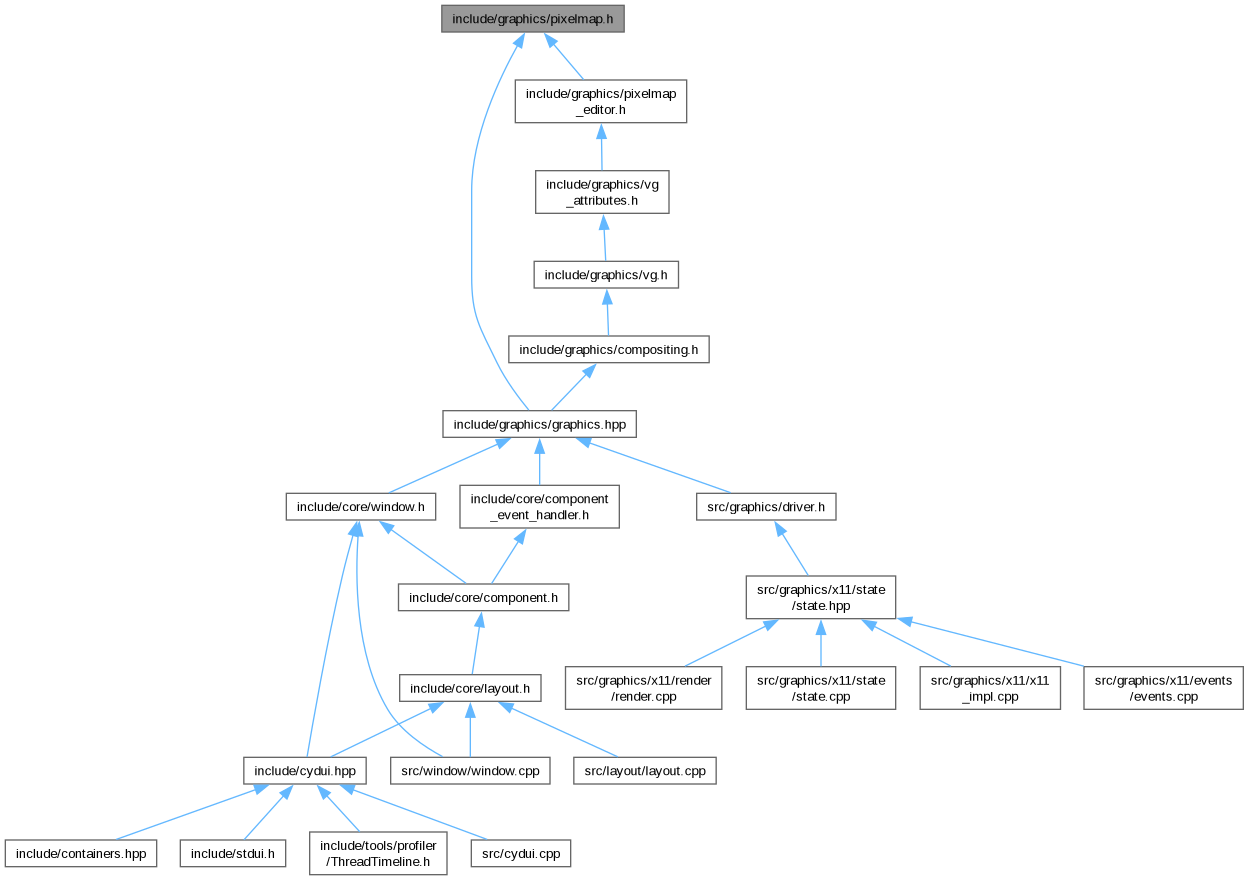 include/graphics/pixelmap.h
include/graphics/pixelmap
_editor.h
include/graphics/vg
_attributes.h
include/graphics/vg.h
include/graphics/compositing.h
include/graphics/graphics.hpp
include/core/window.h
include/core/component
_event_handler.h
src/graphics/driver.h
include/core/component.h
src/graphics/x11/state
/state.hpp
include/core/layout.h
src/graphics/x11/render
/render.cpp
src/graphics/x11/state
/state.cpp
src/graphics/x11/x11
_impl.cpp
src/graphics/x11/events
/events.cpp
include/cydui.hpp
src/window/window.cpp
src/layout/layout.cpp
include/containers.hpp
include/stdui.h
include/tools/profiler
/ThreadTimeline.h
src/cydui.cpp